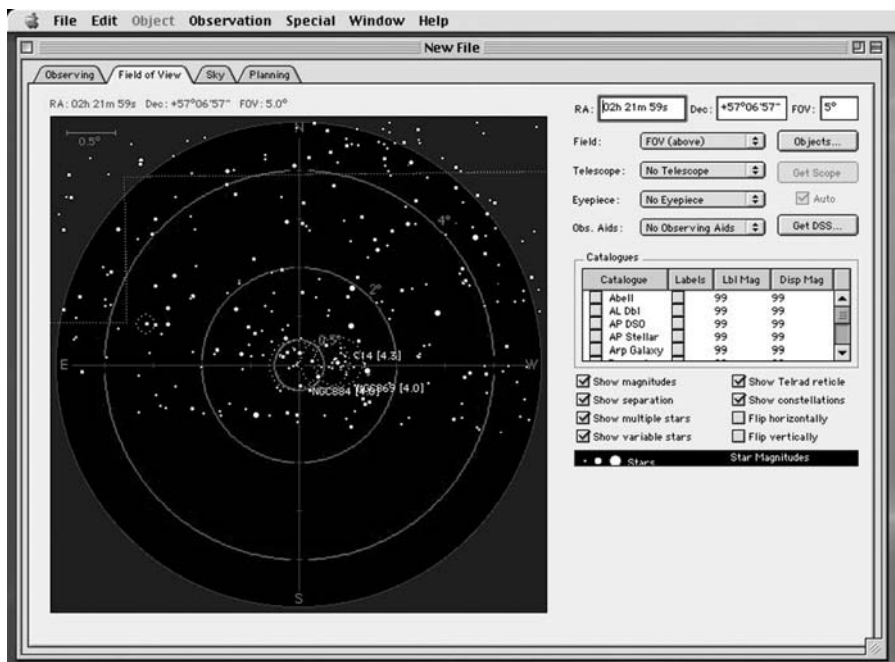 File Edit Object Observation Special Window Help
New File
Observing Field of View Sky Planning
RA: 02h 21m 59s Dec: +57°06'57" FOV: 5.0°
RA: 02h 21m 59s Dec: +57°06'57" FOV: 5°
Field: FOV (above) Objects...
Telescope: No Telescope Get Scope
Eyepiece: No Eyepiece Auto
Obs. Aids: No Observing Aids Get DSS...
Catalogues
Catalogue Labels Lbl Mag Disp Mag
Abell 99 99
AL Dbl 99 99
AP DSO 99 99
AP Stellar 99 99
Arp Galaxy 99 99
Show magnitudes Show Telrad reticle
Show separation Show constellations
Show multiple stars Flip horizontally
Show variable stars Flip vertically
Stars Star Magnitudes
N
0.5°
4°
2°
0.5°
C14 [4.3]
E W
NGC884 [4.9] NGC869 [4.0]
S